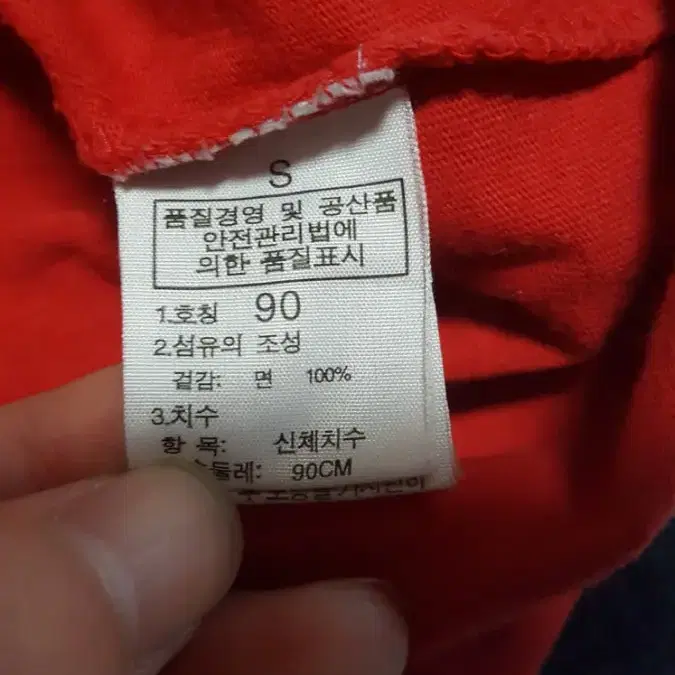 S
품질경영 및 공산품
안전관리법에
의한 품질표시
1.호칭 90
2.섬유의 조성
겉감: 면 100%
3.치수
항 목: 신체치수
90CM